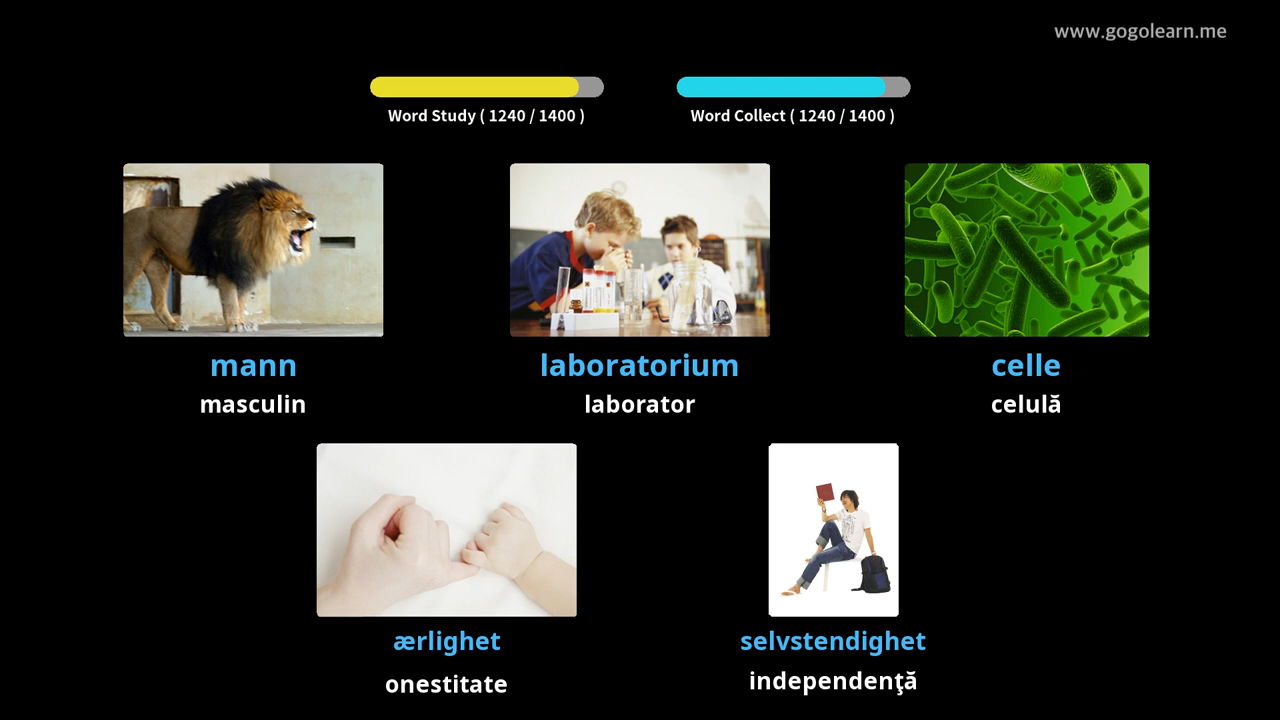 www.gogolearn.me
Word Study ( 1240 / 1400 )
Word Collect ( 1240 / 1400 )
mann
masculin
laboratorium
laborator
celle
celulă
ærlighet
onestitate
selvstendighet
independenţă